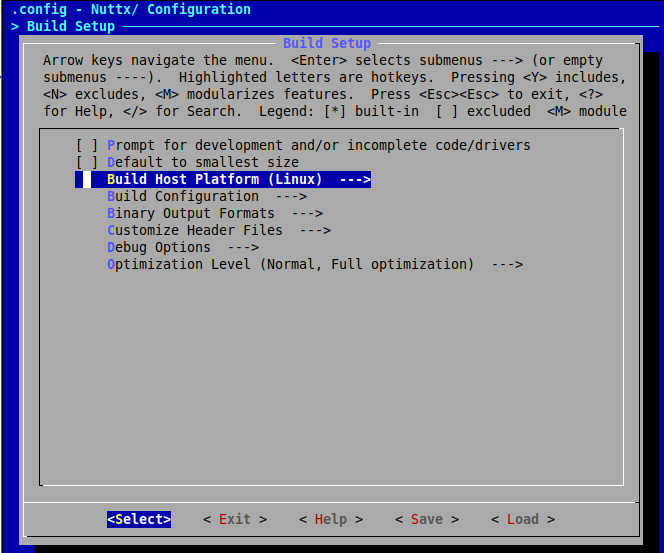 .config - Nuttx/ Configuration
> Build Setup
Build Setup
Arrow keys navigate the menu.  <Enter> selects submenus ---> (or empty
submenus ----).  Highlighted letters are hotkeys.  Pressing <Y> includes,
<N> excludes, <M> modularizes features.  Press <Esc><Esc> to exit, <?>
for Help, </> for Search.  Legend: [*] built-in  [ ] excluded  <M> module
[ ] Prompt for development and/or incomplete code/drivers
[ ] Default to smallest size
Build Host Platform (Linux)  --->
Build Configuration  --->
Binary Output Formats  --->
Customize Header Files  --->
Debug Options  --->
Optimization Level (Normal, Full optimization)  --->
<Select>    < Exit >    < Help >    < Save >    < Load >